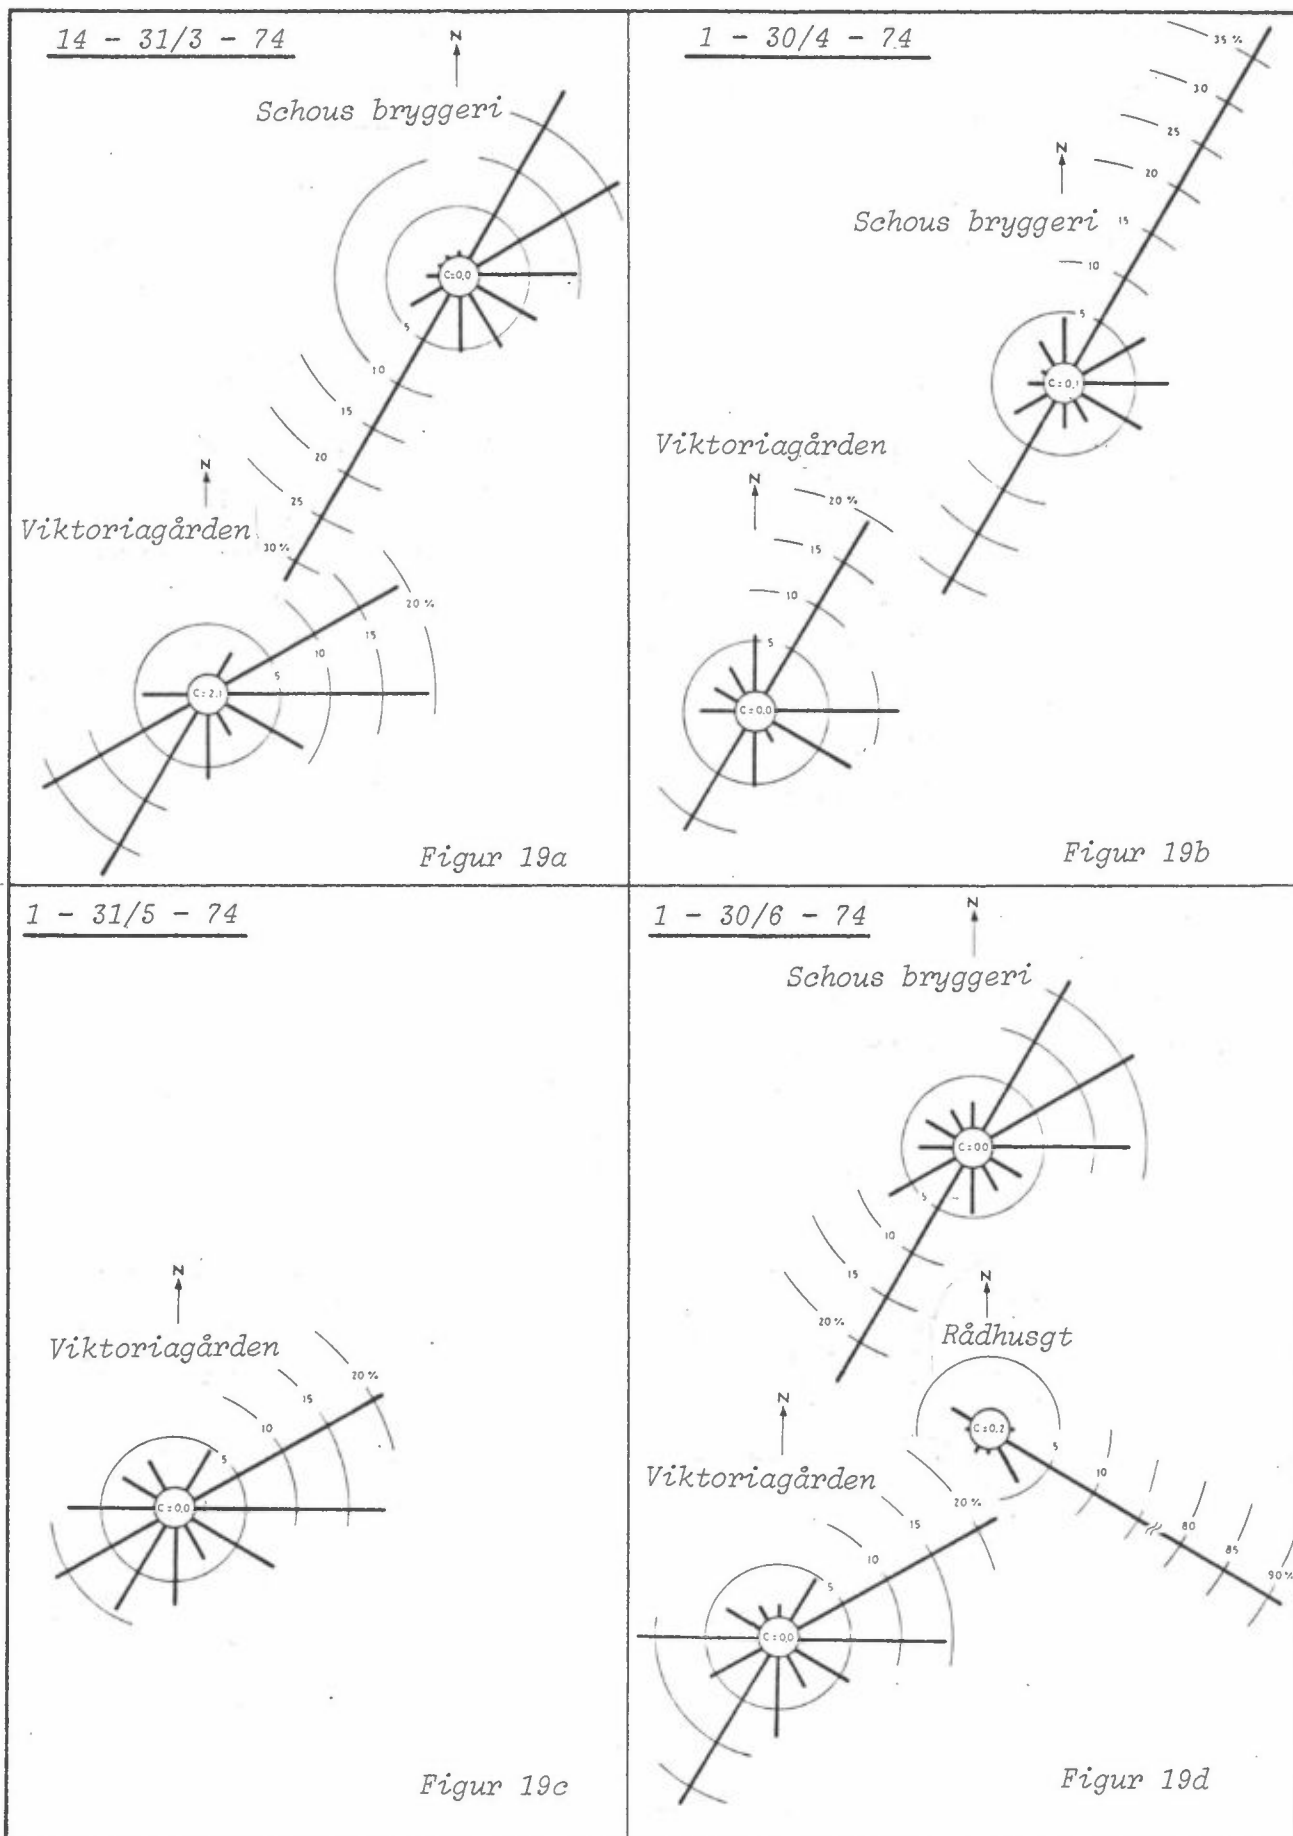 14 - 31/3 - 74
N
Schous bryggeri
C=0,0
5
10
15
20
25
30%
N
Viktoriagården
C=2,1
5
10
15
20%
Figur 19a
1 - 30/4 - 74
35%
30
25
20
15
10
5
N
Schous bryggeri
C=0,1
Viktoriagården
N
20%
15
10
5
C=0,0
Figur 19b
1 - 31/5 - 74
N
Viktoriagården
20%
15
10
5
C=0,0
Figur 19c
1 - 30/6 - 74
N
Schous bryggeri
C=0,0
5
10
15
20%
N
Rådhusgt
C=0,2
5
10
80
85
90%
N
Viktoriagården
20%
15
10
5
C=0,0
Figur 19d